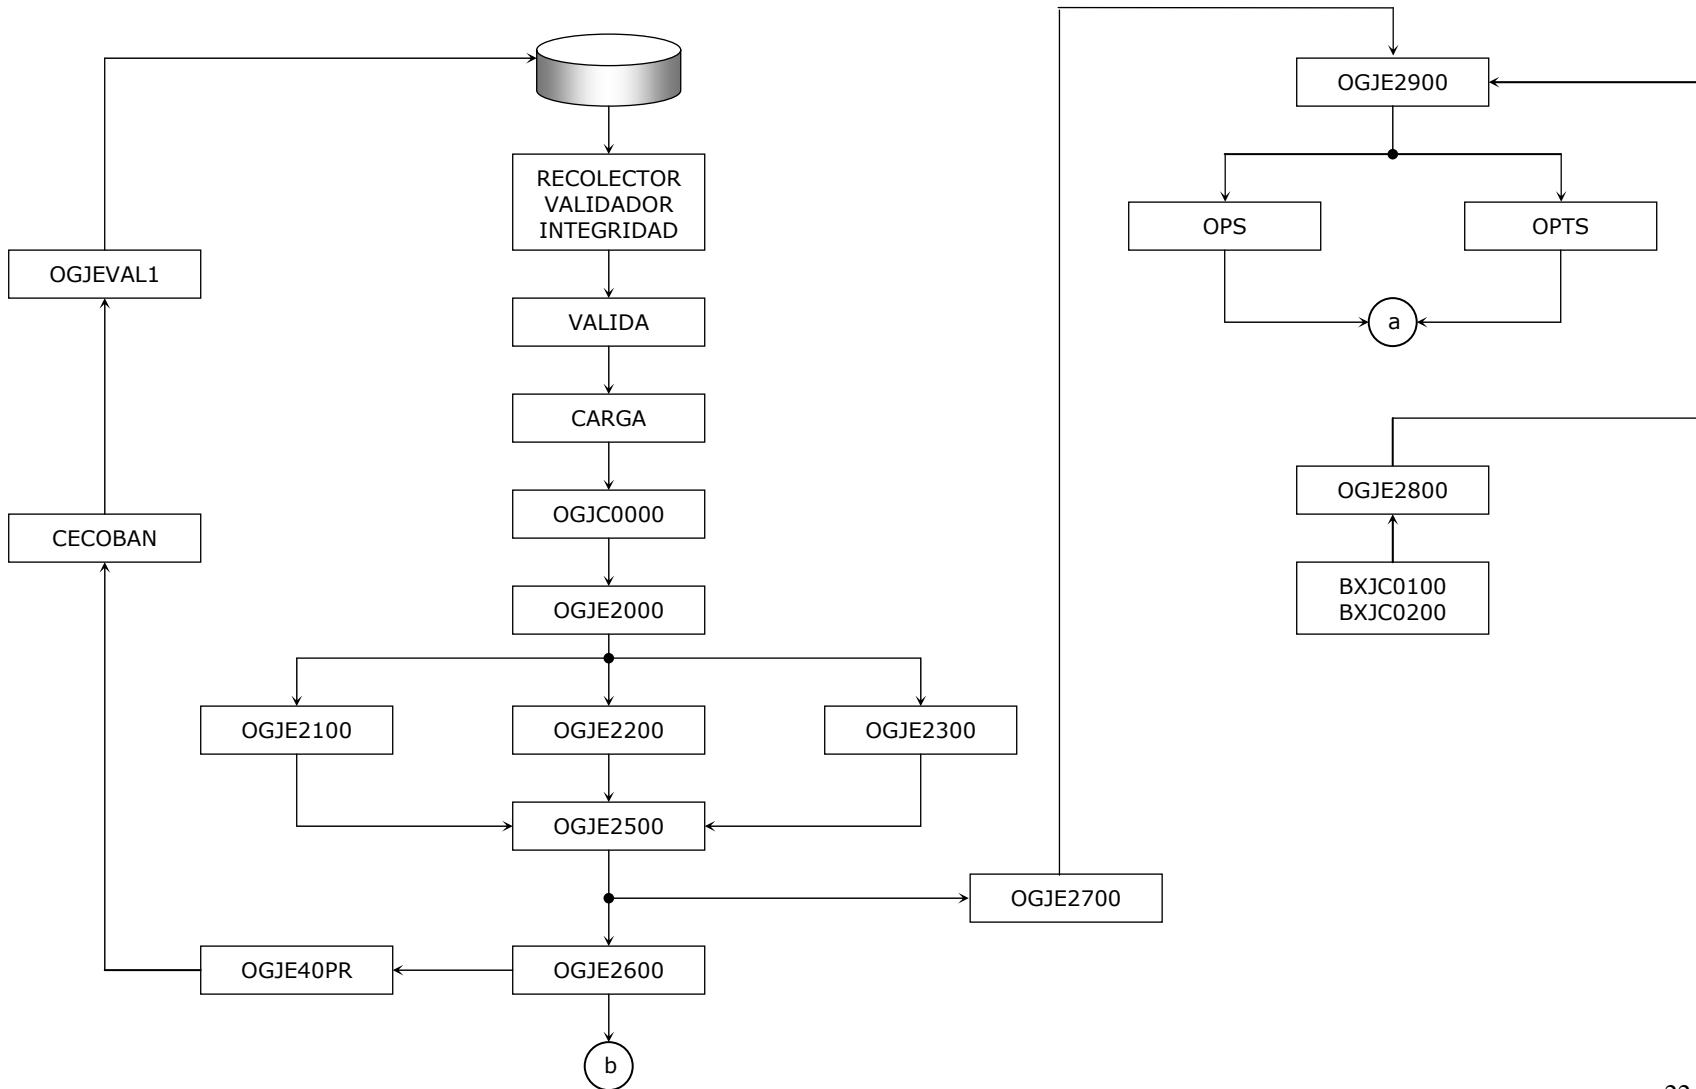 OGJE2900
RECOLECTOR
VALIDADOR
INTEGRIDAD
OPS
OPTS
OGJEVAL1
VALIDA
a
CARGA
OGJC0000
OGJE2800
CECOBAN
OGJE2000
BXJC0100
BXJC0200
OGJE2100
OGJE2200
OGJE2300
OGJE2500
OGJE2700
OGJE40PR
OGJE2600
b